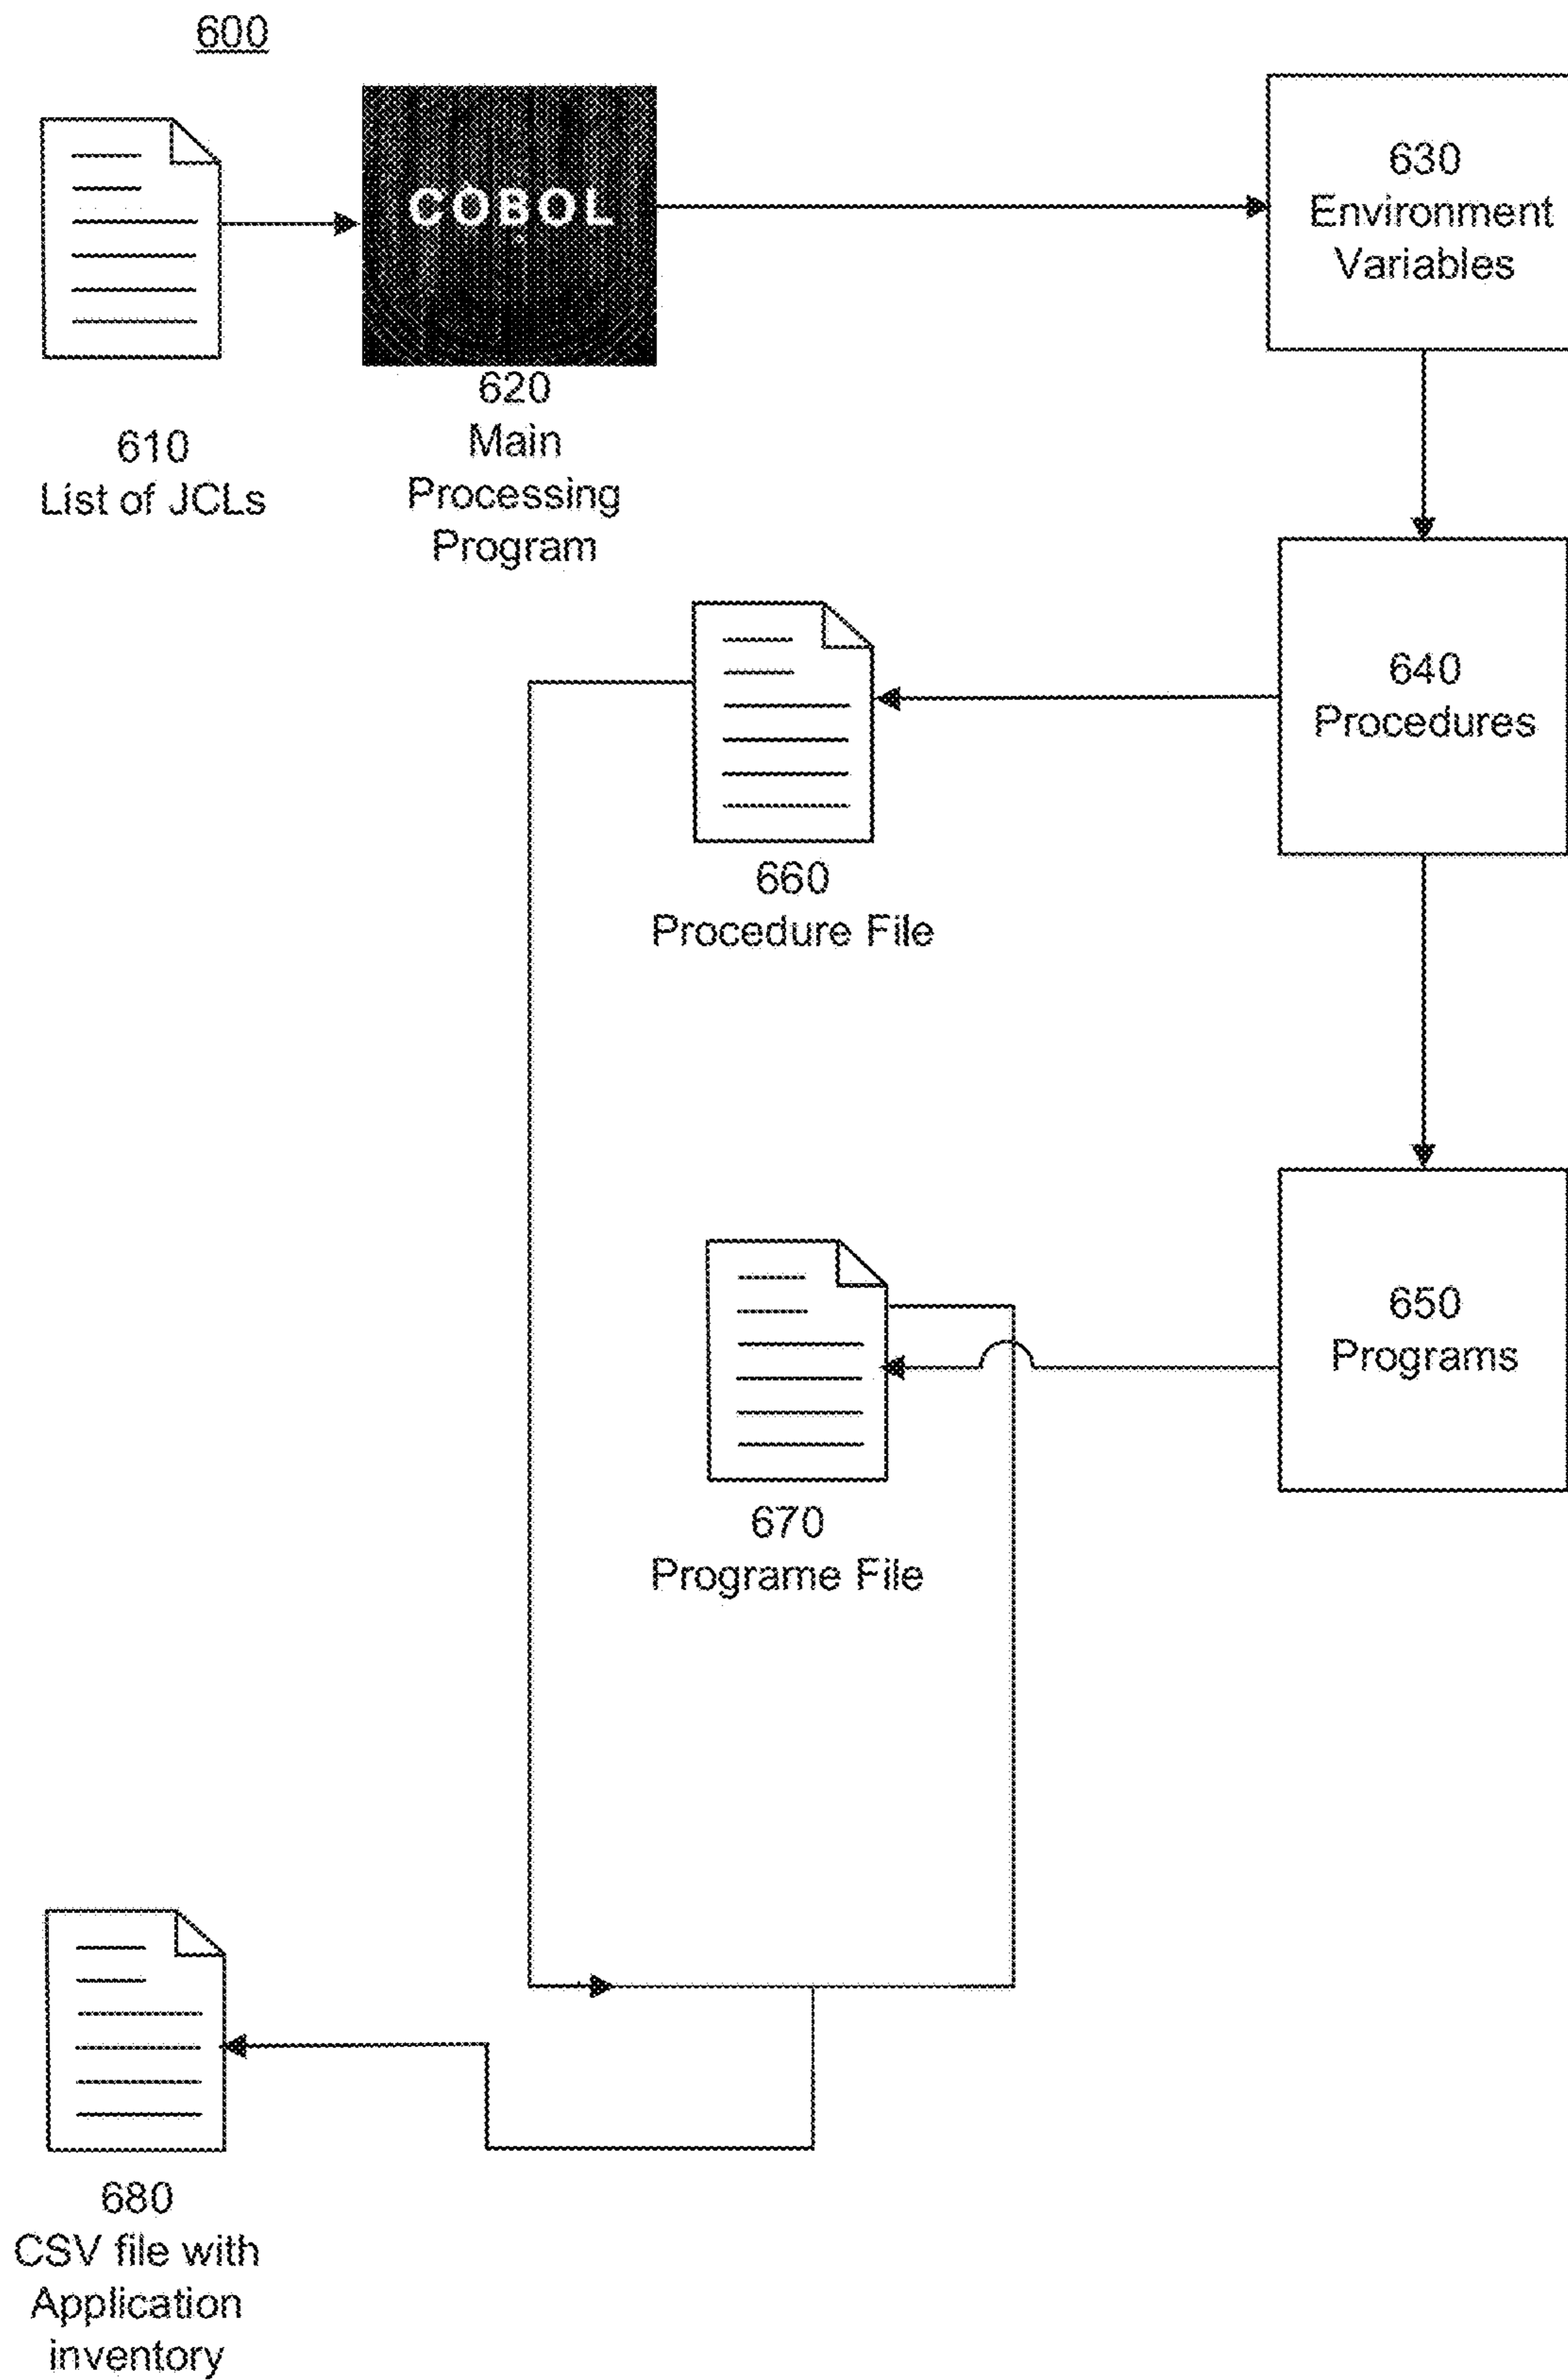 600
COBOL
630
Environment
Variables
610
List of JCLs
620
Main
Processing
Program
640
Procedures
660
Procedure File
650
Programs
670
Programe File
680
CSV file with
Application
inventory